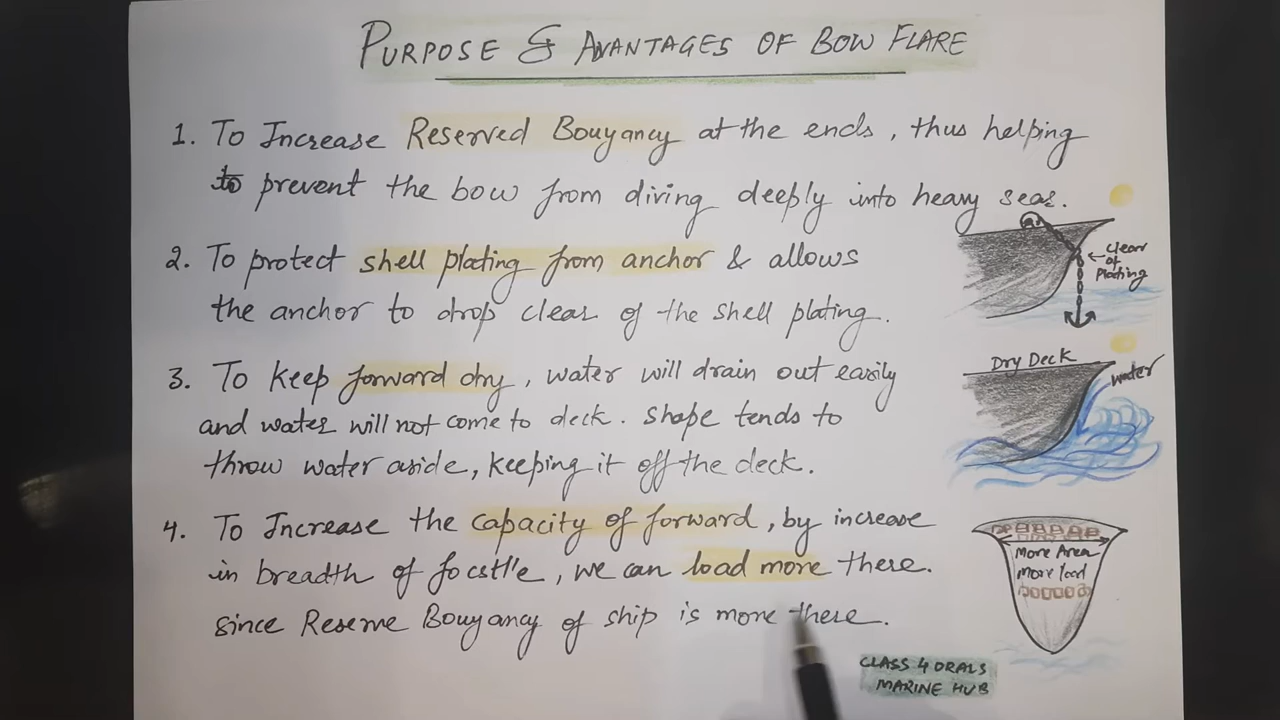 PURPOSE & AVANTAGES OF BOW FLARE
1. To Increase Reserved Bouyancy at the ends, thus helping
to prevent the bow from diving deeply into heavy seas.
2. To protect shell plating from anchor & allows
the anchor to drop clear of the shell plating.
clear
of
plating
3. To keep forward dry, water will drain out easily
and water will not come to deck. shape tends to
throw water aside, keeping it off the deck.
Dry Deck
water
4. To Increase the capacity of forward, by increase
in breadth of focstle, we can load more there.
since Reserve Bouyancy of ship is more there.
More Area
more load
CLASS 4 ORALS
MARINE HUB